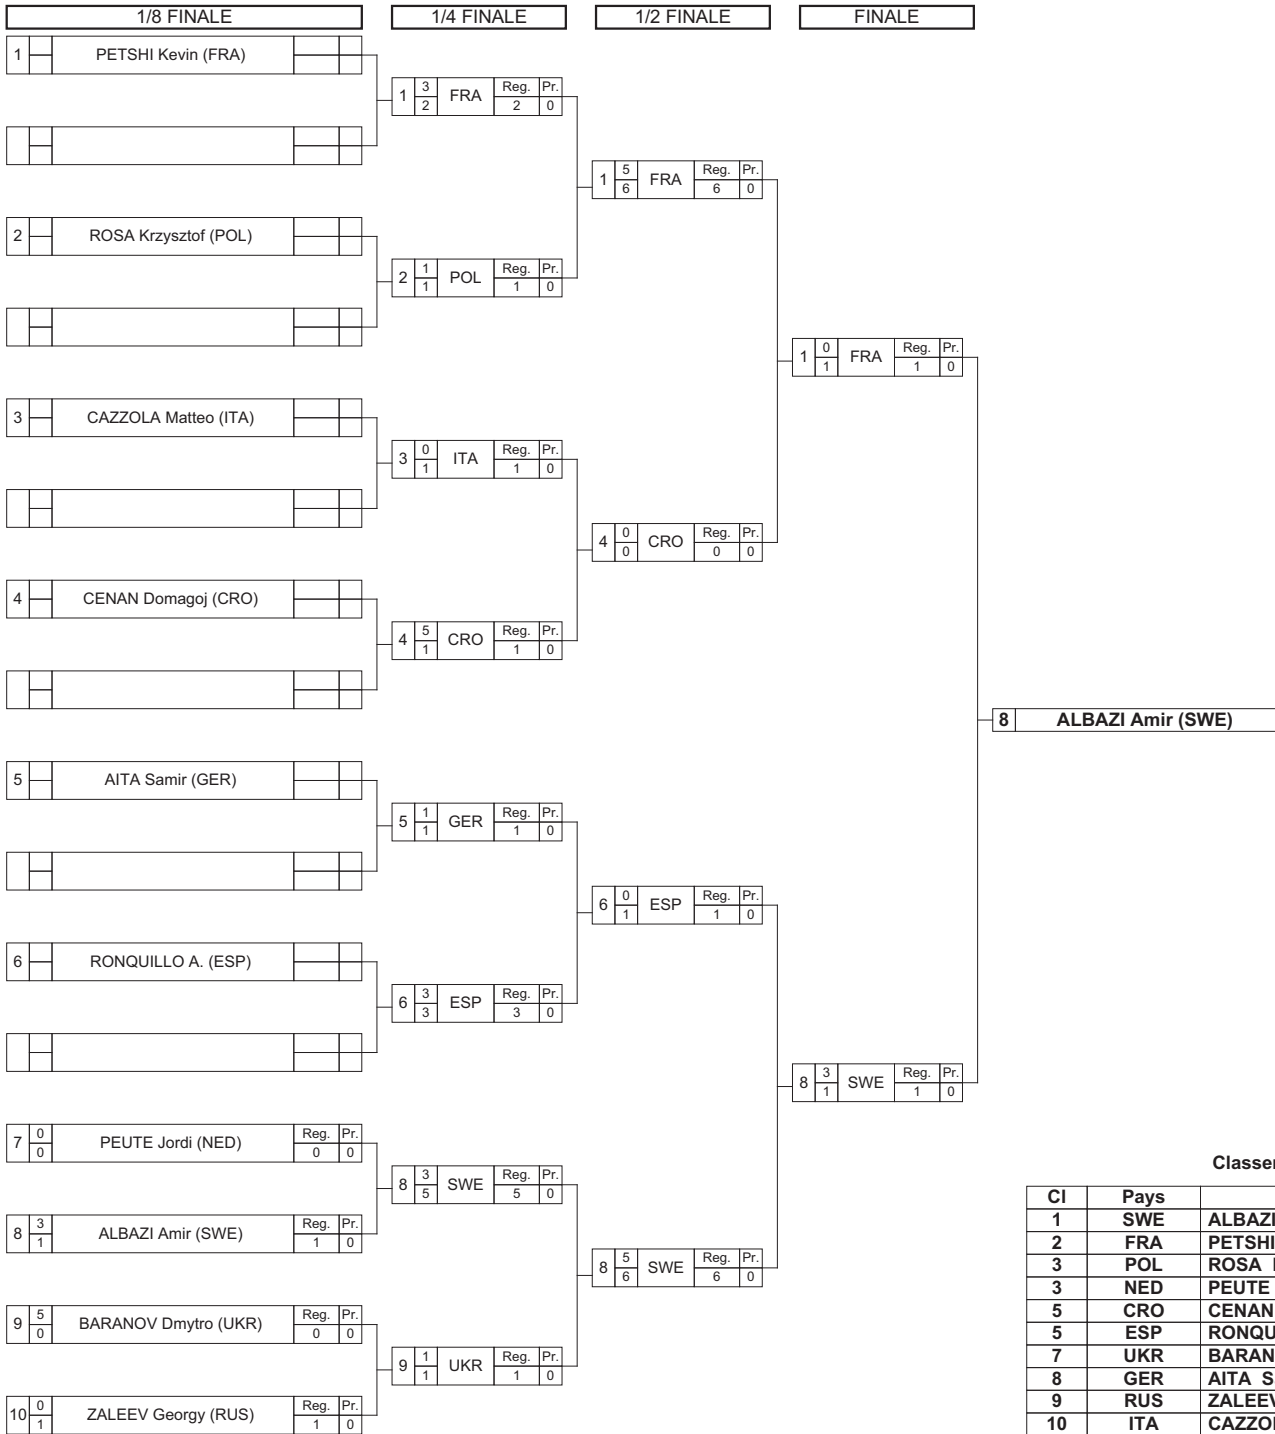 1/8 FINALE 1/4 FINALE 1/2 FINALE FINALE
1 PETSHI Kevin (FRA)
1 3 2 FRA Reg. Pr. 2 0
1 5 6 FRA Reg. Pr. 6 0
2 ROSA Krzysztof (POL)
2 1 1 POL Reg. Pr. 1 0
1 0 1 FRA Reg. Pr. 1 0
3 CAZZOLA Matteo (ITA)
3 0 1 ITA Reg. Pr. 1 0
4 0 0 CRO Reg. Pr. 0 0
4 CENAN Domagoj (CRO)
4 5 1 CRO Reg. Pr. 1 0
8 ALBAZI Amir (SWE)
5 AITA Samir (GER)
5 1 1 GER Reg. Pr. 1 0
6 0 1 ESP Reg. Pr. 1 0
6 RONQUILLO A. (ESP)
6 3 3 ESP Reg. Pr. 3 0
8 3 1 SWE Reg. Pr. 1 0
7 0 0 PEUTE Jordi (NED) Reg. Pr. 0 0
8 3 5 SWE Reg. Pr. 5 0
8 3 1 ALBAZI Amir (SWE) Reg. Pr. 1 0
8 5 6 SWE Reg. Pr. 6 0
9 5 0 BARANOV Dmytro (UKR) Reg. Pr. 0 0
9 1 1 UKR Reg. Pr. 1 0
10 0 1 ZALEEV Georgy (RUS) Reg. Pr. 1 0
Cl Pays
1 SWE ALBAZI
2 FRA PETSHI
3 POL ROSA
3 NED PEUTE
5 CRO CENAN
5 ESP RONQU
7 UKR BARAN
8 GER AITA S
9 RUS ZALEEV
10 ITA CAZZO